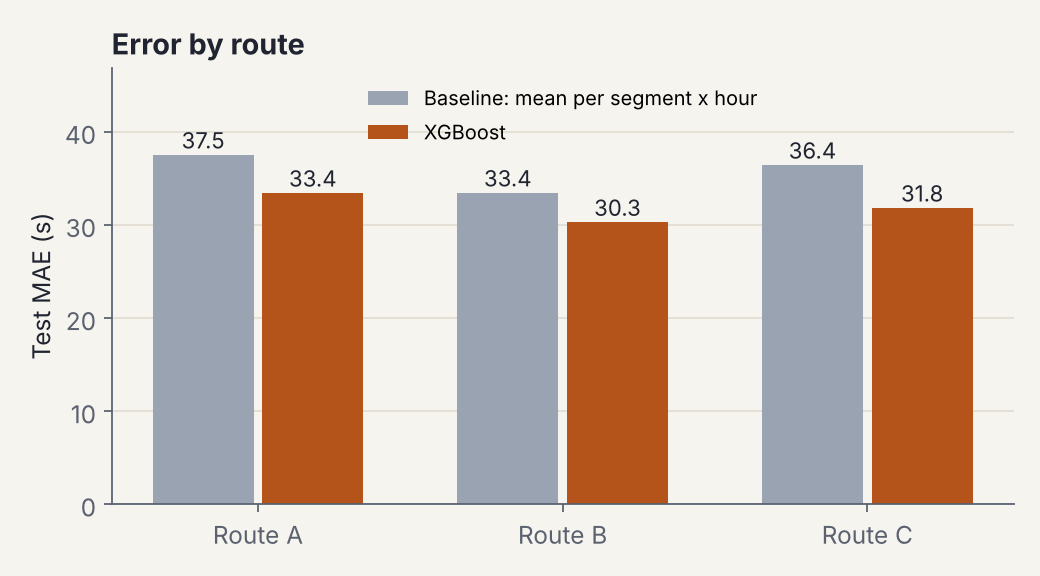 Error by route
Baseline: mean per segment x hour
XGBoost
Test MAE (s)
40
30
20
10
0
37.5
33.4
33.4
30.3
36.4
31.8
Route A
Route B
Route C